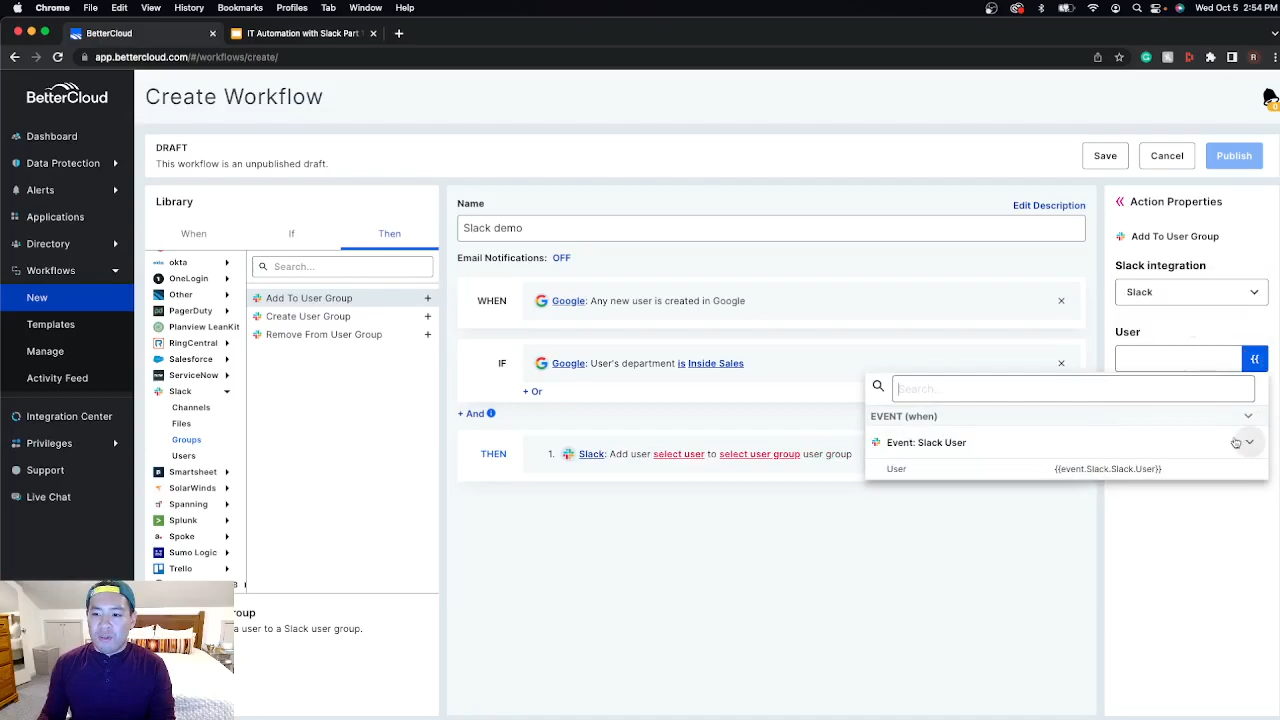 Chrome File Edit View History Bookmarks Profiles Tab Window Help
Wed Oct 5 2:54 PM
BetterCloud
IT Automation with Slack Part
app.bettercloud.com/#/workflows/create/
R
BetterCloud
Dashboard
Data Protection
Alerts
Applications
Directory
Workflows
New
Templates
Manage
Activity Feed
Integration Center
Privileges
Support
Live Chat
Create Workflow
DRAFT
This workflow is an unpublished draft.
Save
Cancel
Publish
Library
When
If
Then
okta
OneLogin
Other
PagerDuty
Planview LeanKit
RingCentral
Salesforce
ServiceNow
Slack
Channels
Files
Groups
Users
Smartsheet
SolarWinds
Spanning
Splunk
Spoke
Sumo Logic
Trello
Search...
Add To User Group +
Create User Group +
Remove From User Group +
a user to a Slack user group.
Name
Edit Description
Slack demo
Email Notifications: OFF
WHEN
Google: Any new user is created in Google
IF
Google: User's department is Inside Sales
+ Or
+ And
THEN
1. Slack: Add user select user to select user group user group
Action Properties
Add To User Group
Slack integration
Slack
User
{{
Search...
EVENT (when)
Event: Slack User
User {{event.Slack.Slack.User}}